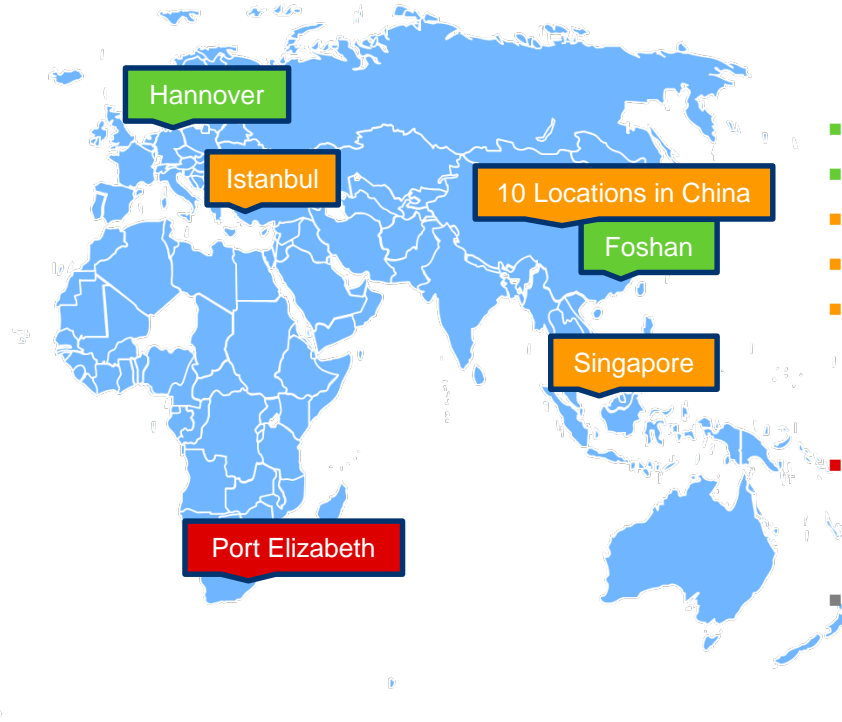 Hannover
Istanbul
10 Locations in China
Foshan
Singapore
Port Elizabeth